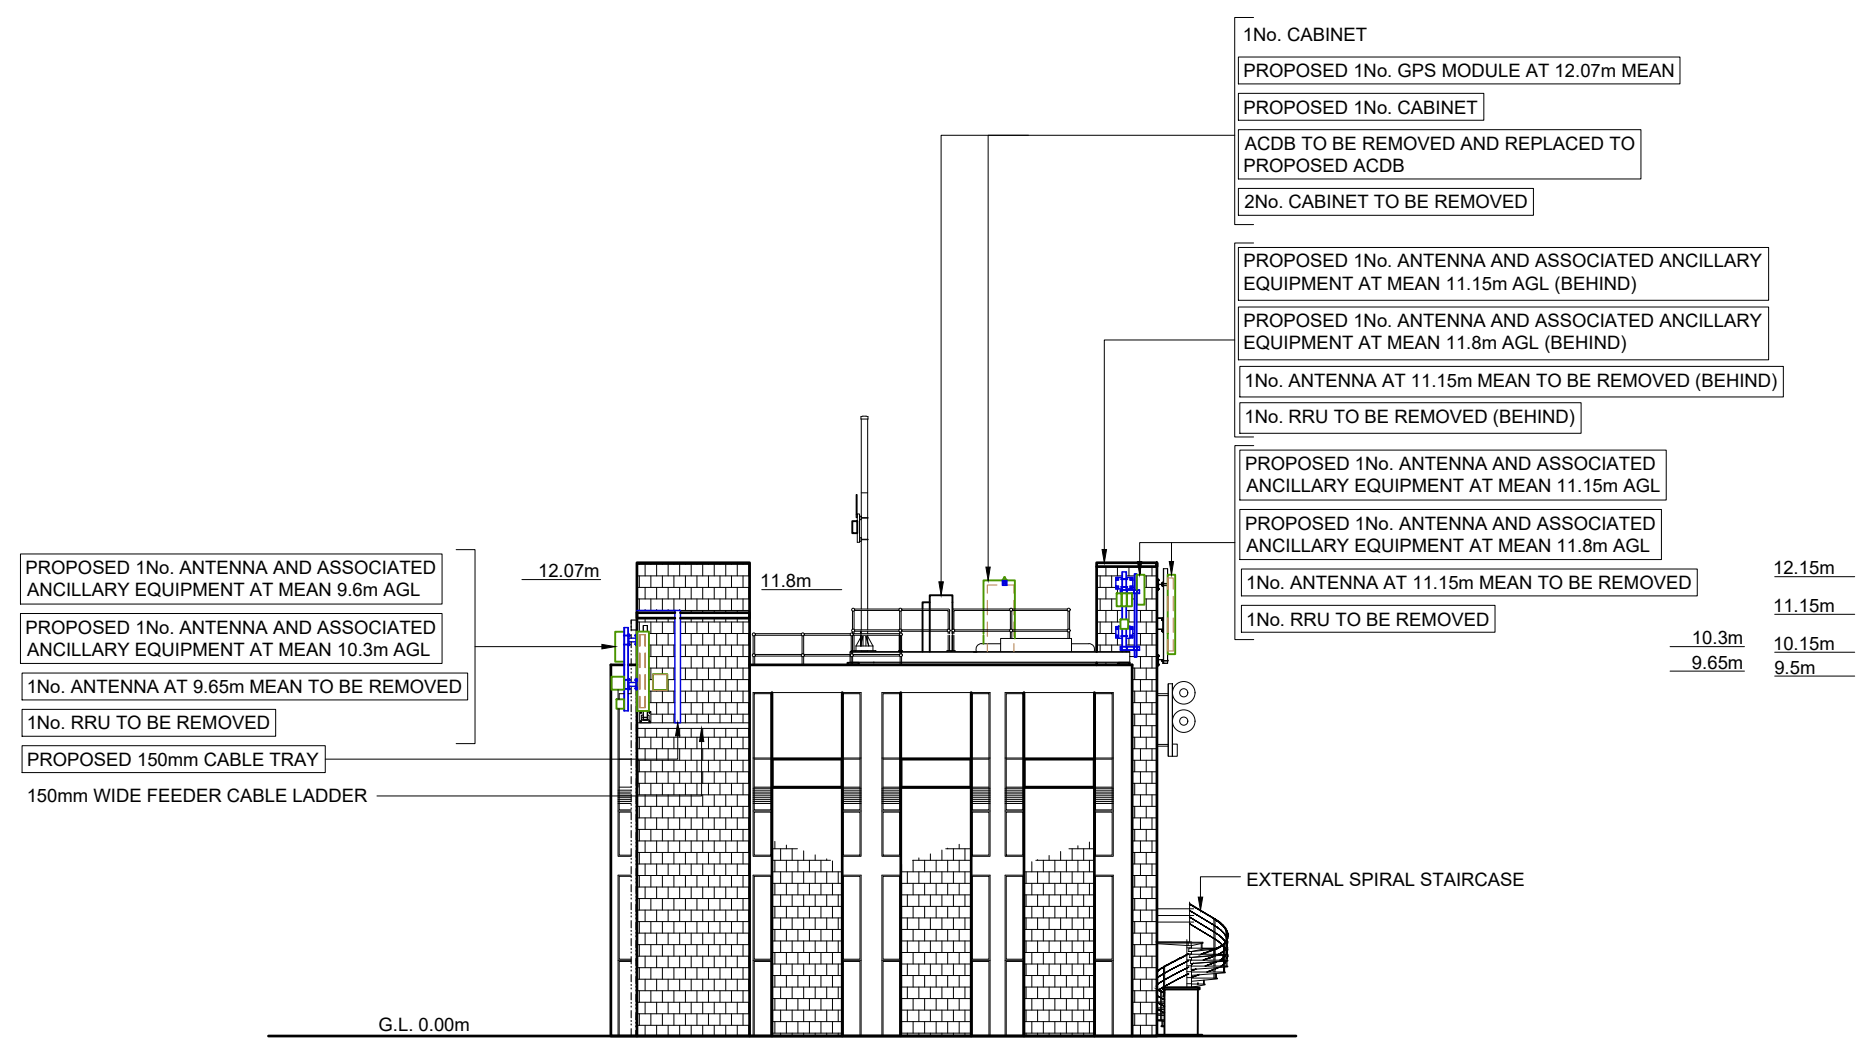 1No. CABINET
PROPOSED 1No. GPS MODULE AT 12.07m MEAN
PROPOSED 1No. CABINET
ACDB TO BE REMOVED AND REPLACED TO
PROPOSED ACDB
2No. CABINET TO BE REMOVED
PROPOSED 1No. ANTENNA AND ASSOCIATED ANCILLARY
EQUIPMENT AT MEAN 11.15m AGL (BEHIND)
PROPOSED 1No. ANTENNA AND ASSOCIATED ANCILLARY
EQUIPMENT AT MEAN 11.8m AGL (BEHIND)
1No. ANTENNA AT 11.15m MEAN TO BE REMOVED (BEHIND)
1No. RRU TO BE REMOVED (BEHIND)
PROPOSED 1No. ANTENNA AND ASSOCIATED
ANCILLARY EQUIPMENT AT MEAN 11.15m AGL
PROPOSED 1No. ANTENNA AND ASSOCIATED
ANCILLARY EQUIPMENT AT MEAN 11.8m AGL
1No. ANTENNA AT 11.15m MEAN TO BE REMOVED
1No. RRU TO BE REMOVED
PROPOSED 1No. ANTENNA AND ASSOCIATED
ANCILLARY EQUIPMENT AT MEAN 9.6m AGL
PROPOSED 1No. ANTENNA AND ASSOCIATED
ANCILLARY EQUIPMENT AT MEAN 10.3m AGL
1No. ANTENNA AT 9.65m MEAN TO BE REMOVED
1No. RRU TO BE REMOVED
PROPOSED 150mm CABLE TRAY
150mm WIDE FEEDER CABLE LADDER
12.07m
11.8m
12.15m
11.15m
10.3m
10.15m
9.65m
9.5m
EXTERNAL SPIRAL STAIRCASE
G.L. 0.00m